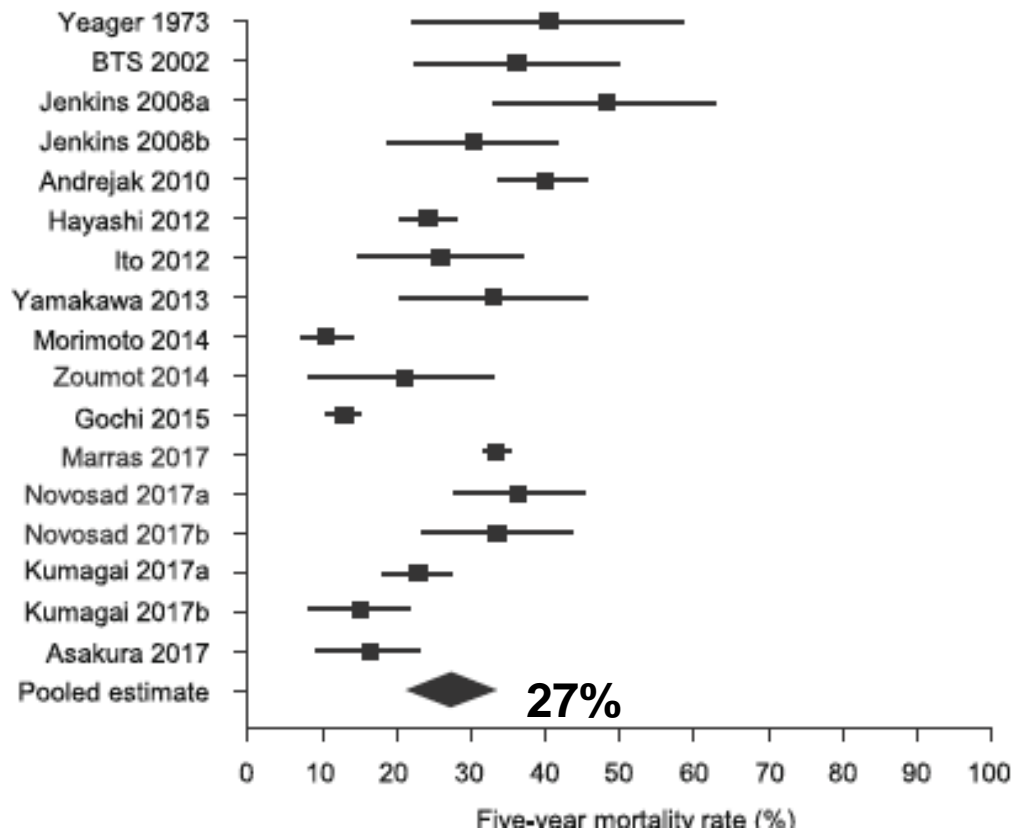 Yeager 1973
BTS 2002
Jenkins 2008a
Jenkins 2008b
Andrejak 2010
Hayashi 2012
Ito 2012
Yamakawa 2013
Morimoto 2014
Zoumot 2014
Gochi 2015
Marras 2017
Novosad 2017a
Novosad 2017b
Kumagai 2017a
Kumagai 2017b
Asakura 2017
Pooled estimate 27%
0 10 20 30 40 50 60 70 80 90 100
Five-year mortality rate (%)